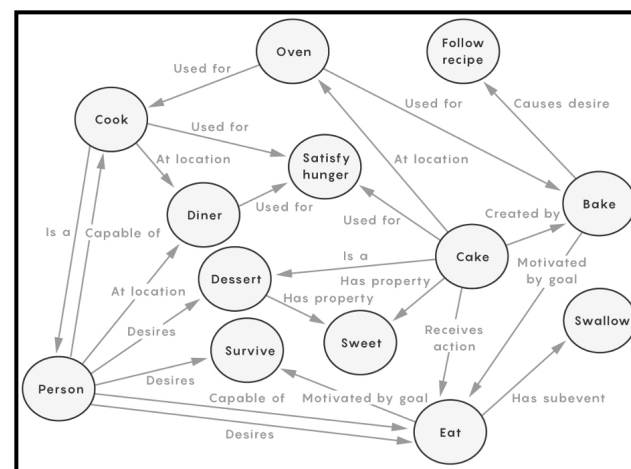 Oven
Follow
recipe
Used for
Cook
Used for
Used for
Causes desire
At location
Satisfy
hunger
At location
Diner
Used for
Used for
Created by
Bake
Is a
Capable of
Is a
Cake
Motivated
by goal
At location
Dessert
Has property
Has property
Desires
Sweet
Receives
action
Swallow
Survive
Person
Desires
Capable of
Motivated by goal
Has subevent
Desires
Eat